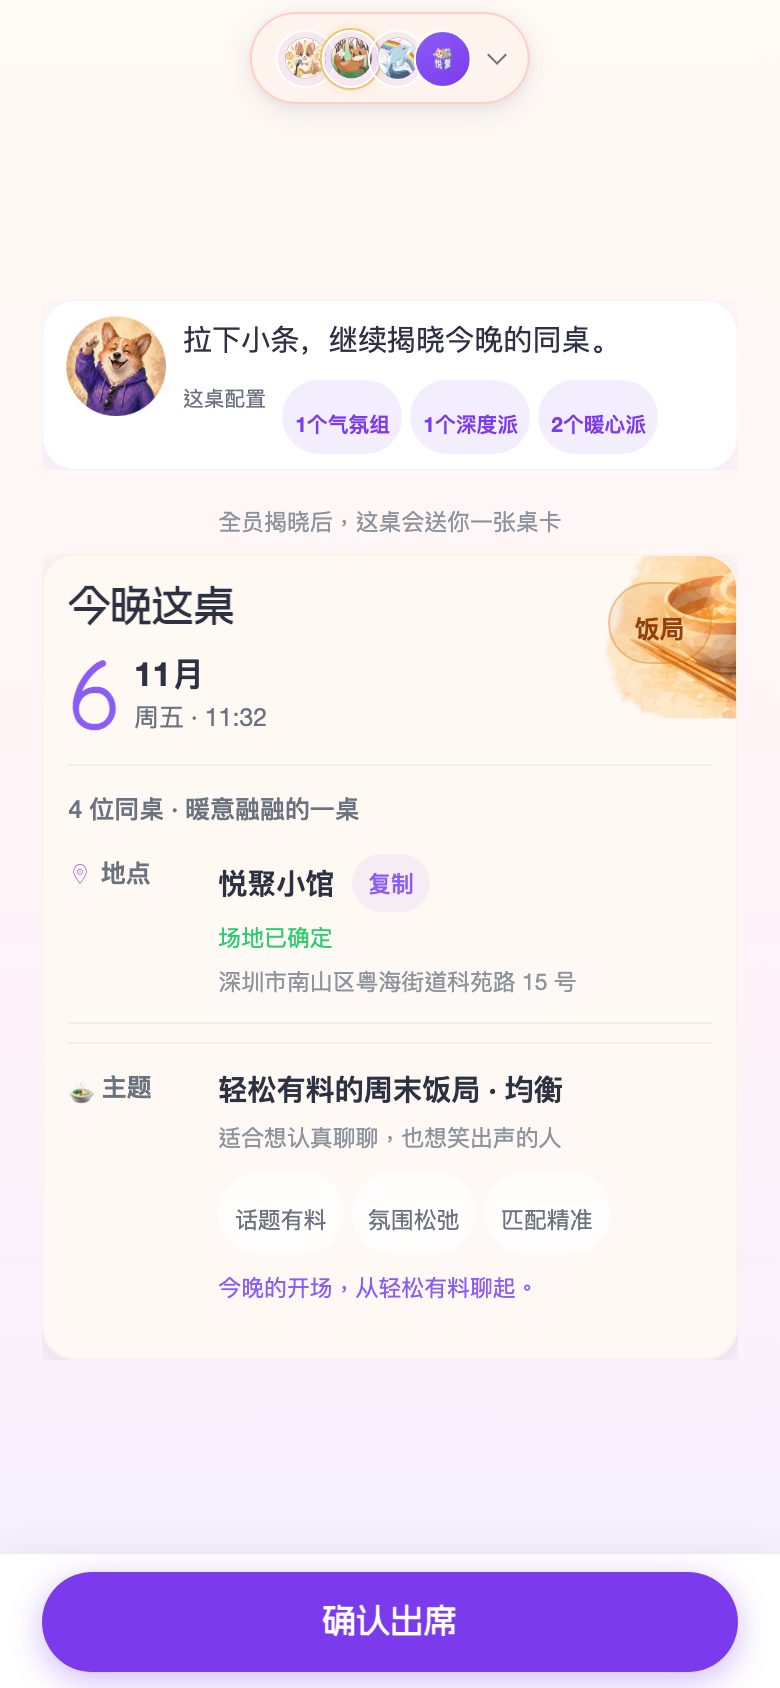 悦聚
拉下小条，继续揭晓今晚的同桌。
这桌配置
1个气氛组
1个深度派
2个暖心派
全员揭晓后，这桌会送你一张桌卡
今晚这桌
饭局
6
11月
周五 · 11:32
4 位同桌 · 暖意融融的一桌
地点
悦聚小馆
复制
场地已确定
深圳市南山区粤海街道科苑路 15 号
主题
轻松有料的周末饭局 · 均衡
适合想认真聊聊，也想笑出声的人
话题有料
氛围松弛
匹配精准
今晚的开场，从轻松有料聊起。
确认出席